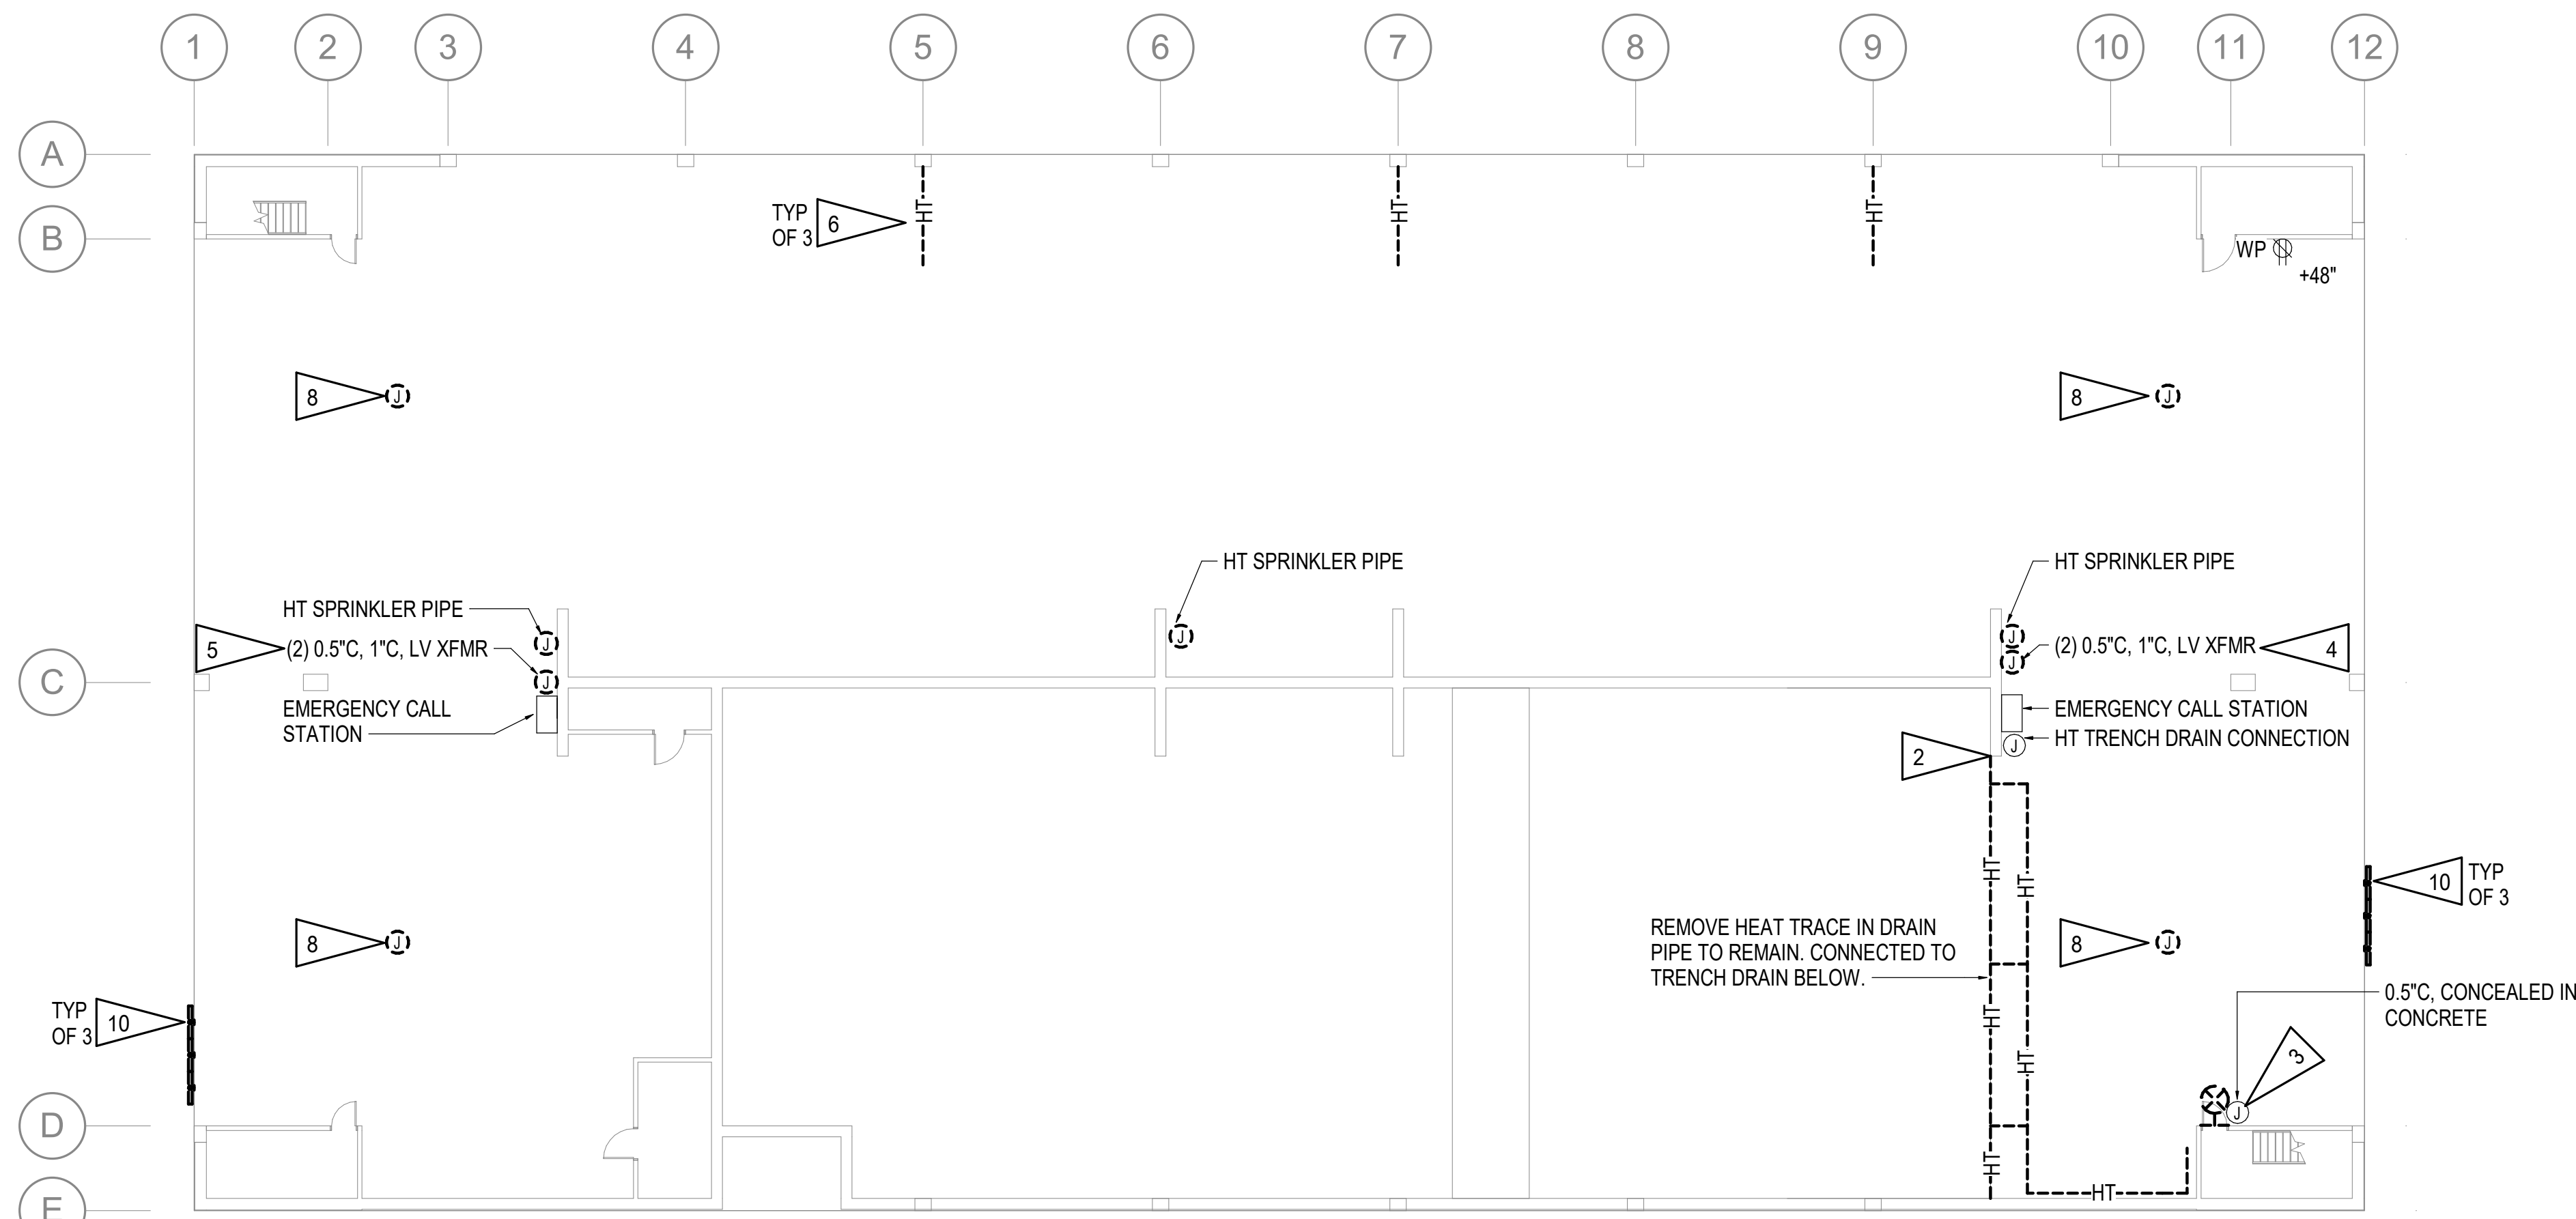 1 2 3 4 5 6 7 8 9 10 11 12
A
TYP
OF 3
6
HT
HT
HT
B
WP
+48"
8
J
8
J
HT SPRINKLER PIPE
HT SPRINKLER PIPE
HT SPRINKLER PIPE
J
J
J
5
(2) 0.5"C, 1"C, LV XFMR
(2) 0.5"C, 1"C, LV XFMR
4
C
J
J
EMERGENCY CALL
STATION
EMERGENCY CALL STATION
HT TRENCH DRAIN CONNECTION
J
2
HT
HT
10
TYP
OF 3
REMOVE HEAT TRACE IN DRAIN
PIPE TO REMAIN. CONNECTED TO
TRENCH DRAIN BELOW.
8
J
8
J
0.5"C, CONCEALED IN
CONCRETE
TYP
OF 3
10
HT
HT
3
J
D
HT
HT
E